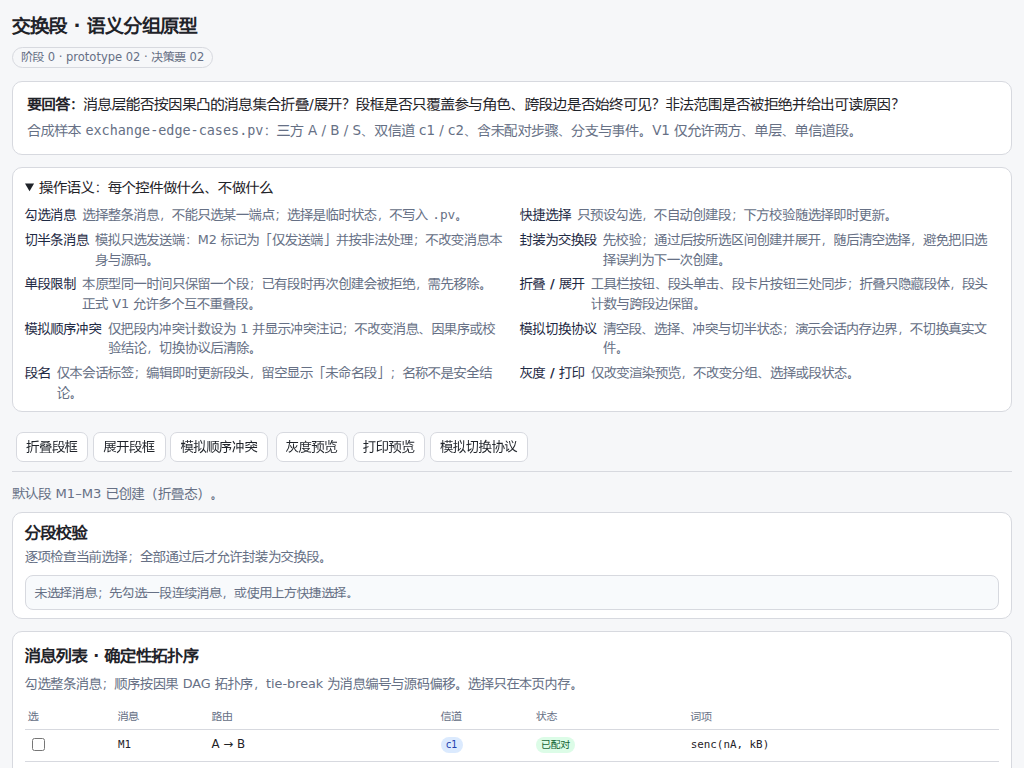 交换段 · 语义分组原型
阶段 0 · prototype 02 · 决策票 02
要回答：消息层能否按因果凸的消息集合折叠/展开？段框是否只覆盖参与角色、跨段边是否始终可见？非法范围是否被拒绝并给出可读原因？
合成样本 exchange-edge-cases.pv：三方 A / B / S、双信道 c1 / c2、含未配对步骤、分支与事件。V1 仅允许两方、单层、单信道段。
▼ 操作语义：每个控件做什么、不做什么
勾选消息 选择整条消息，不能只选某一端点；选择是临时状态，不写入 .pv。
快捷选择 只预设勾选，不自动创建段；下方校验随选择即时更新。
切半条消息 模拟只选发送端：M2 标记为「仅发送端」并按非法处理；不改变消息本
身与源码。
封装为交换段 先校验；通过后按所选区间创建并展开，随后清空选择，避免把旧选
择误判为下一次创建。
单段限制 本原型同一时间只保留一个段；已有段时再次创建会被拒绝，需先移除。
正式 V1 允许多个互不重叠段。
折叠 / 展开 工具栏按钮、段头单击、段卡片按钮三处同步；折叠只隐藏段体，段头
计数与跨段边保留。
模拟顺序冲突 仅把段内冲突计数设为 1 并显示冲突注记；不改变消息、因果序或校
验结论，切换协议后清除。
模拟切换协议 清空段、选择、冲突与切半状态；演示会话内存边界，不切换真实文
件。
段名 仅本会话标签；编辑即时更新段头，留空显示「未命名段」；名称不是安全结
论。
灰度 / 打印 仅改变渲染预览，不改变分组、选择或段状态。
折叠段框 展开段框 模拟顺序冲突 灰度预览 打印预览 模拟切换协议
默认段 M1–M3 已创建（折叠态）。
分段校验
逐项检查当前选择；全部通过后才允许封装为交换段。
未选择消息；先勾选一段连续消息，或使用上方快捷选择。
消息列表 · 确定性拓扑序
勾选整条消息；顺序按因果 DAG 拓扑序，tie-break 为消息编号与源码偏移。选择只在本页内存。
选 消息 路由 信道 状态 词项
M1 A → B c1 已配对 senc(nA, kB)